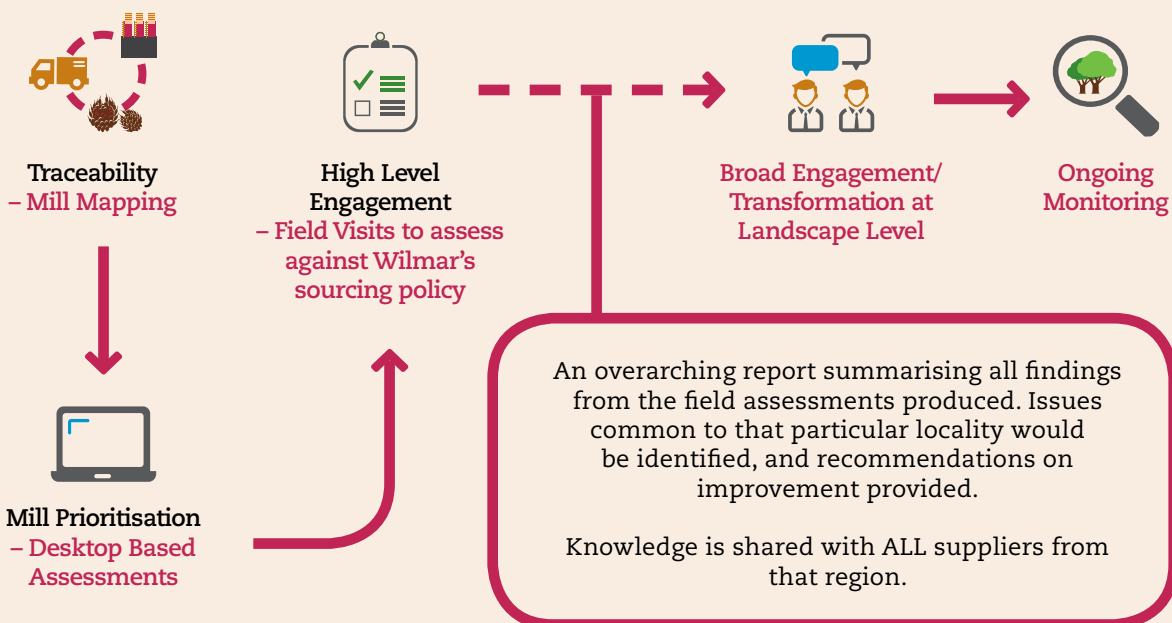 Traceability
– Mill Mapping
Mill Prioritisation
– Desktop Based
Assessments
High Level
Engagement
– Field Visits to assess
against Wilmar’s
sourcing policy
An overarching report summarising all findings
from the field assessments produced. Issues
common to that particular locality would
be identified, and recommendations on
improvement provided.
Knowledge is shared with ALL suppliers from
that region.
Broad Engagement/
Transformation at
Landscape Level
Ongoing
Monitoring